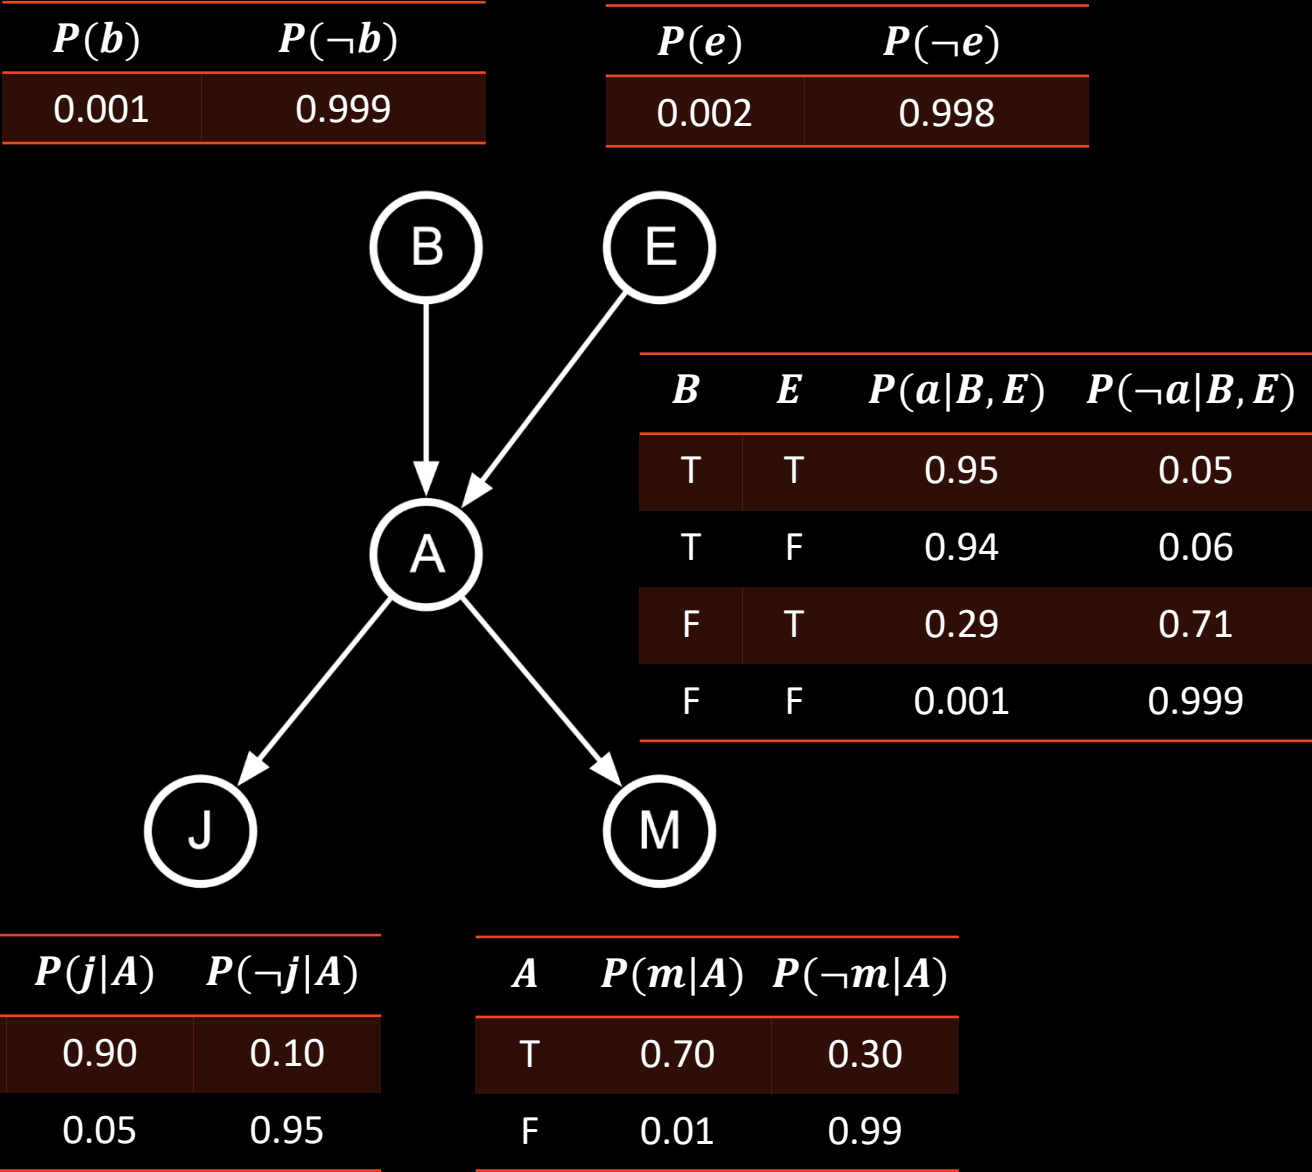 P(b) P(¬b)
0.001 0.999
P(e) P(¬e)
0.002 0.998
B
E
B E P(a|B, E) P(¬a|B, E)
T T 0.95 0.05
T F 0.94 0.06
F T 0.29 0.71
F F 0.001 0.999
A
J
M
P(j|A) P(¬j|A)
0.90 0.10
0.05 0.95
A P(m|A) P(¬m|A)
T 0.70 0.30
F 0.01 0.99